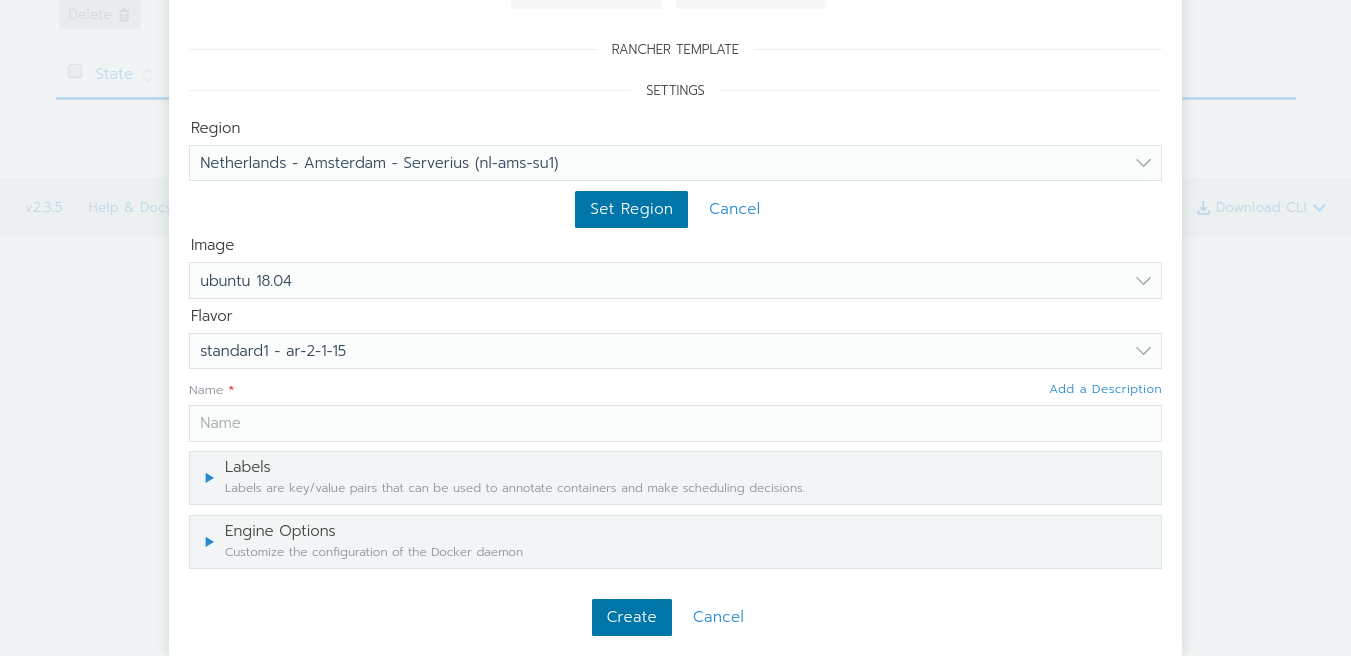 Delete
RANCHER TEMPLATE
State
SETTINGS
Region
Netherlands - Amsterdam - Serverius (nl-ams-su1)
v2.3.5 Help & Docs Set Region Cancel Download CLI
Image
ubuntu 18.04
Flavor
standard1 - ar-2-1-15
Name * Add a Description
Name
Labels
Labels are key/value pairs that can be used to annotate containers and make scheduling decisions.
Engine Options
Customize the configuration of the Docker daemon
Create Cancel